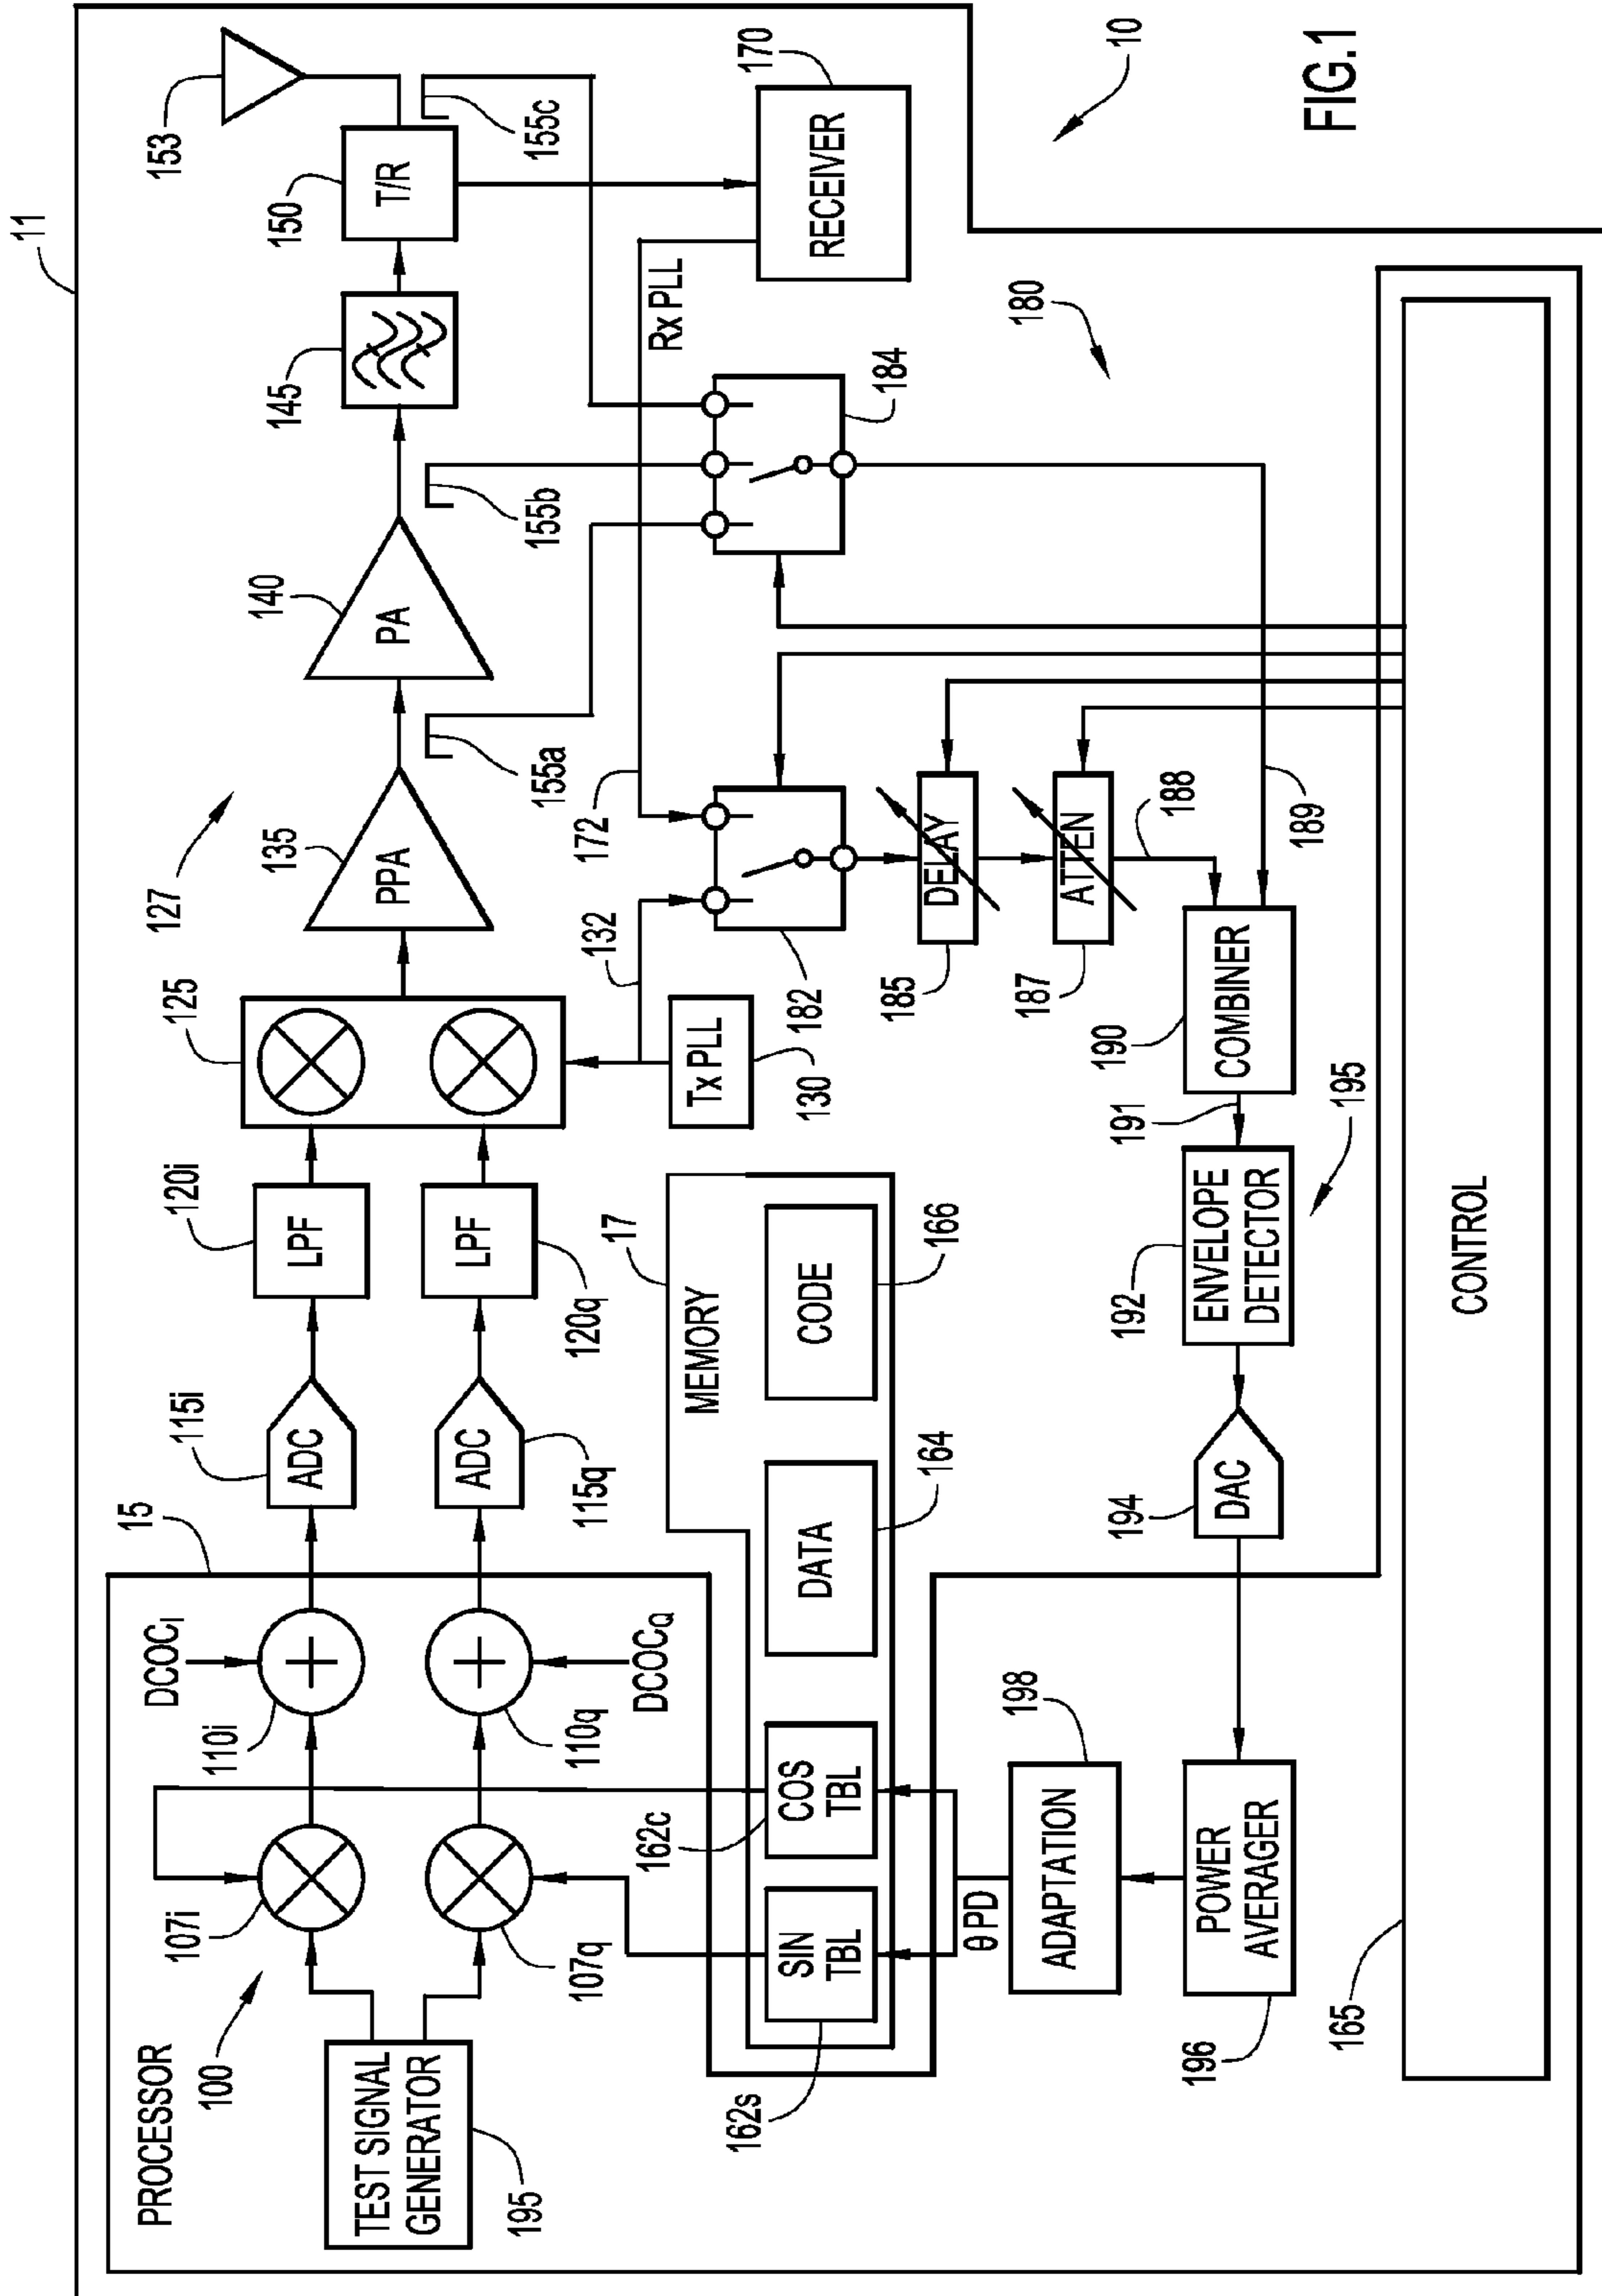 11
PROCESSOR
100
TEST SIGNAL
GENERATOR
195
107i
107q
DCOCI
110i
DCOCQ
110q
15
115i
ADC
ADC
115q
120i
LPF
LPF
120q
125
127
135
PPA
140
PA
145
150
T/R
153
155a
155b
155c
Tx PLL
130
132
172
Rx PLL
RECEIVER
170
182
184
180
MEMORY
17
SIN
TBL
162s
COS
TBL
162c
DATA
164
CODE
166
DELAY
185
ATTEN
187
188
189
COMBINER
190
191
ENVELOPE
DETECTOR
192
195
DAC
194
POWER
AVERAGER
196
ADAPTATION
198
θ PD
CONTROL
165
10
FIG.1